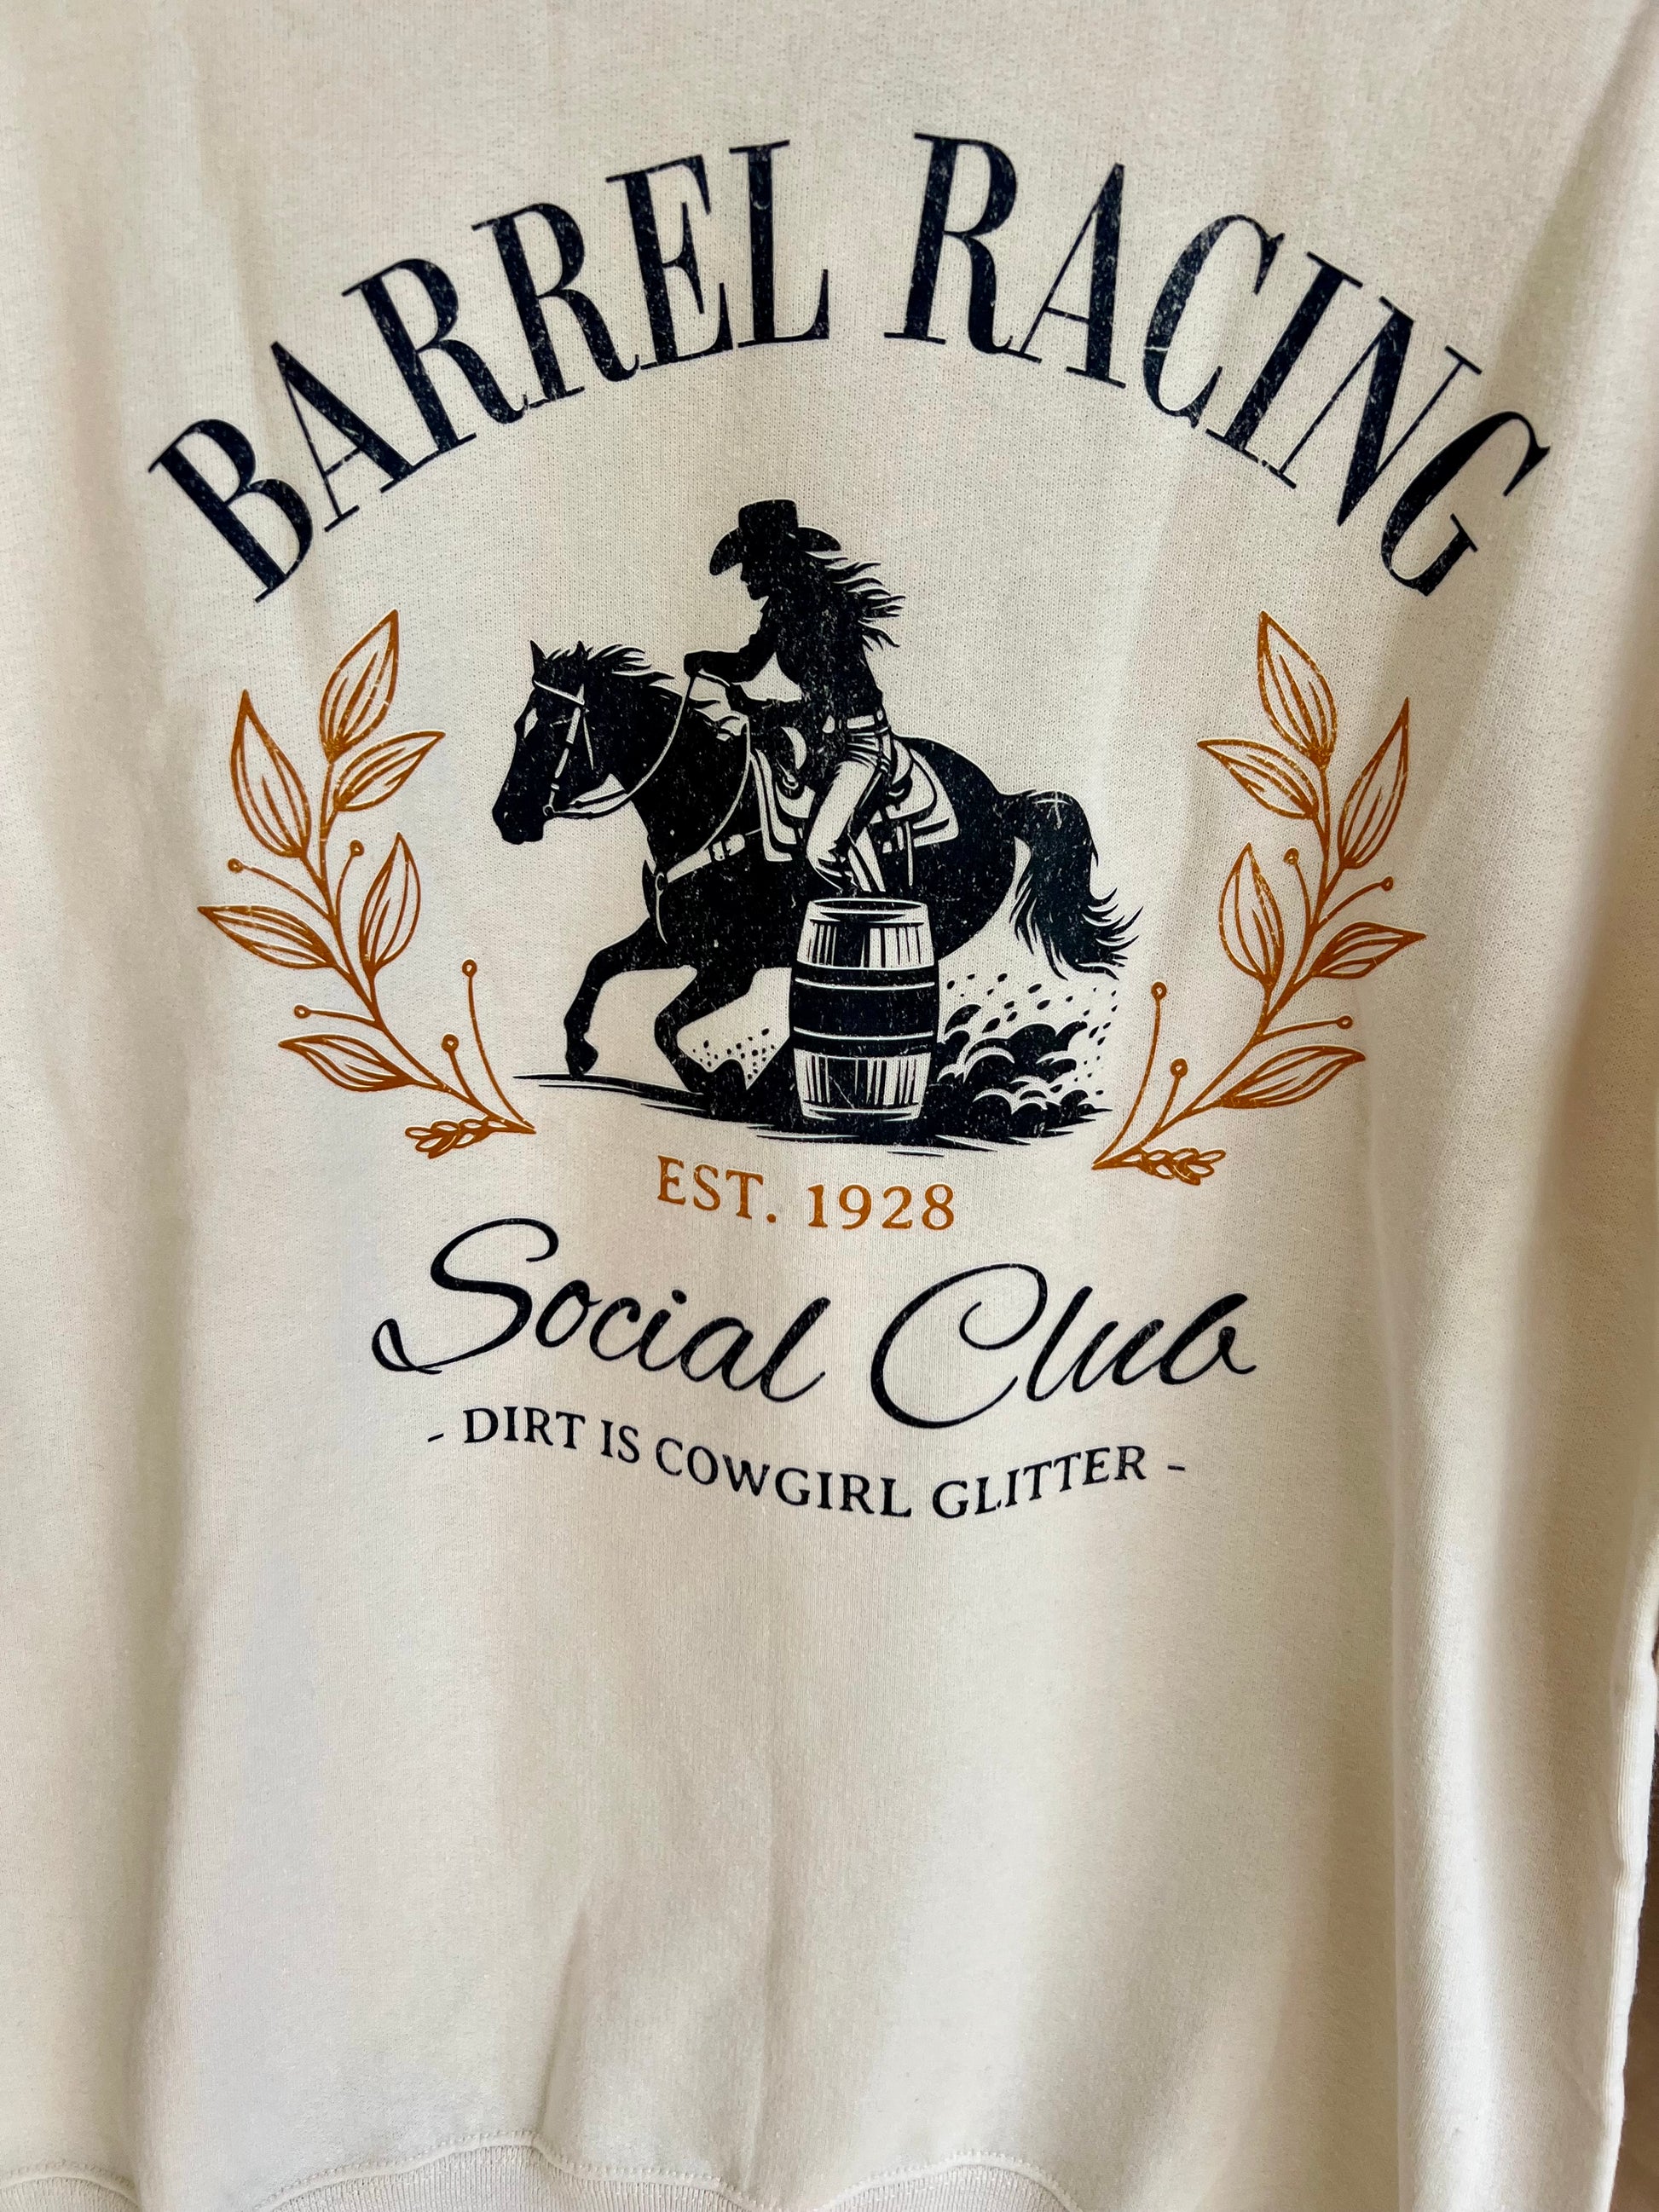 BARREL RACING
EST. 1928
Social Club
- DIRT IS COWGIRL GLITTER -